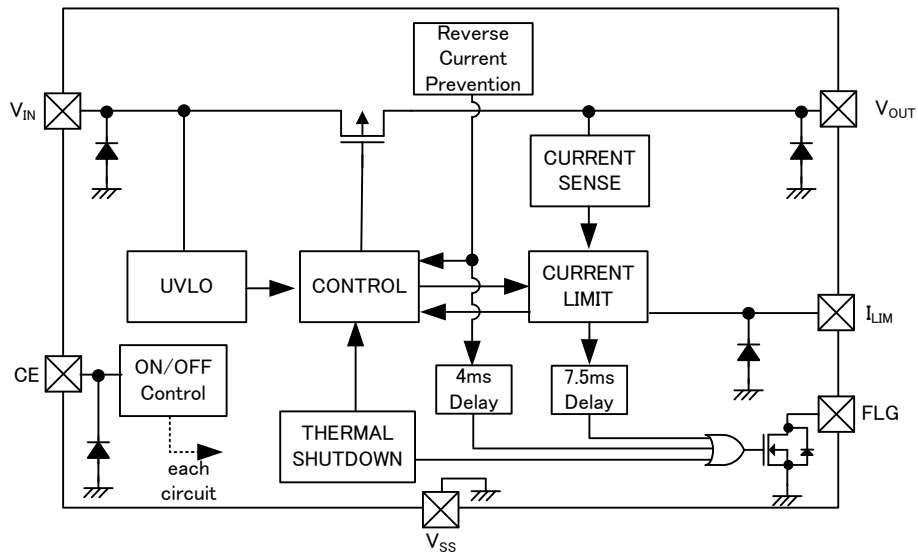 Reverse
Current
Prevention
VIN
VOUT
CURRENT
SENSE
UVLO
CONTROL
CURRENT
LIMIT
ILIM
CE
ON/OFF
Control
4ms
Delay
7.5ms
Delay
FLG
THERMAL
SHUTDOWN
each
circuit
VSS